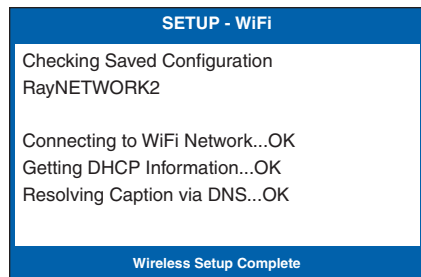 SETUP - WiFi
Checking Saved Configuration
RayNETWORK2
Connecting to WiFi Network...OK
Getting DHCP Information...OK
Resolving Caption via DNS...OK
Wireless Setup Complete